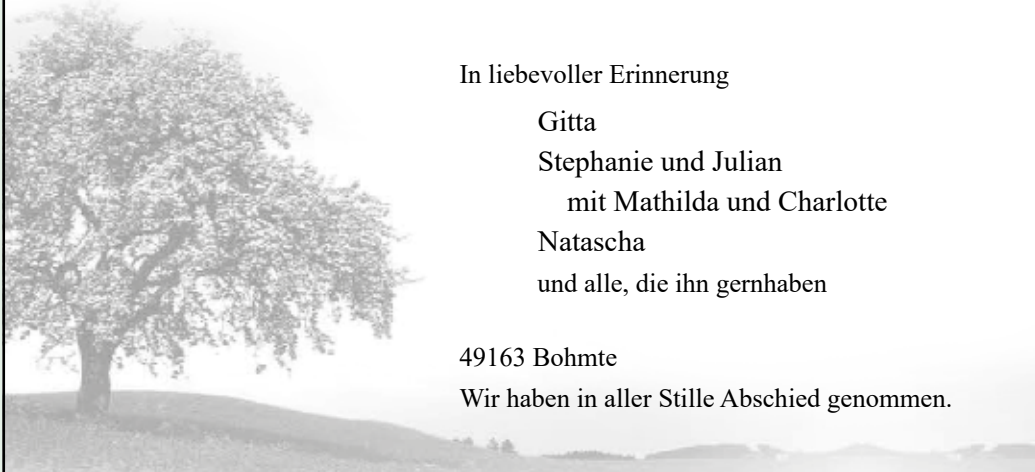 In liebevoller Erinnerung
Gitta
Stephanie und Julian
mit Mathilda und Charlotte
Natascha
und alle, die ihn gernhaben
49163 Bohmte
Wir haben in aller Stille Abschied genommen.